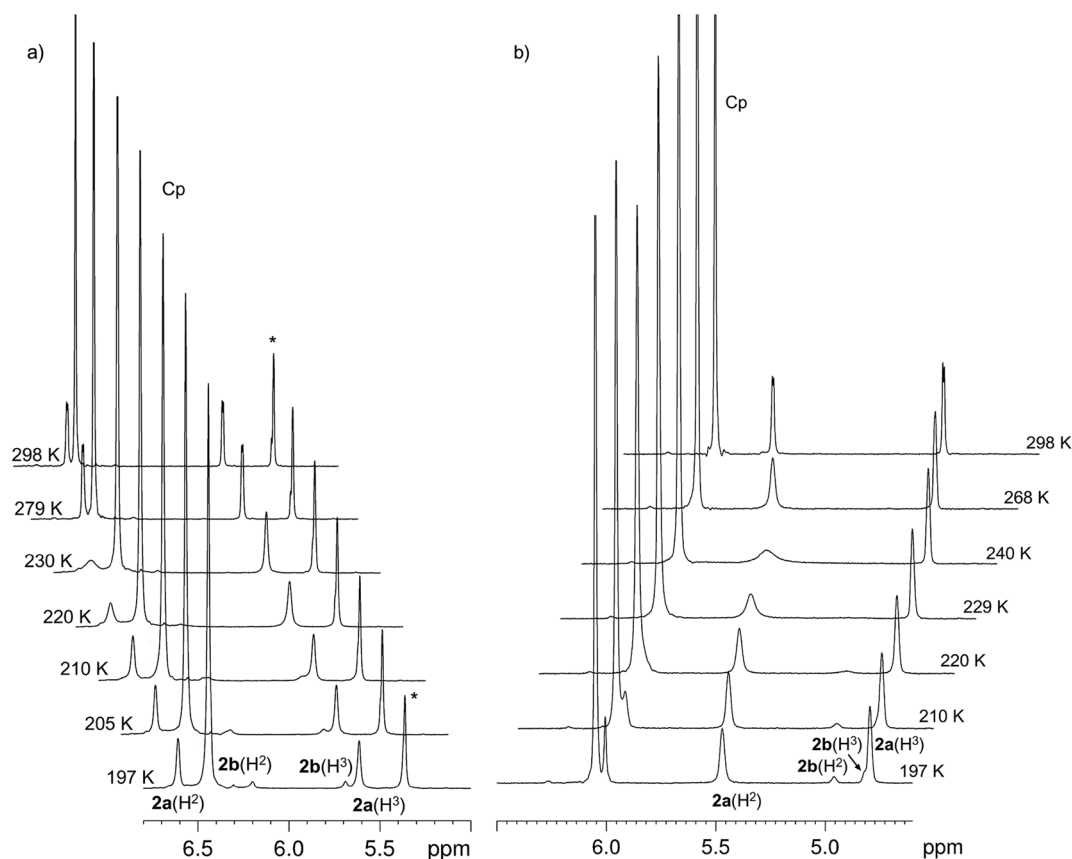 a)
Cp
*
298 K
279 K
230 K
220 K
210 K
205 K
*
197 K
2b(H²)
2b(H³)
2a(H²)
2a(H³)
6.5
6.0
5.5
ppm
b)
Cp
298 K
268 K
240 K
229 K
220 K
210 K
2b(H³)
2a(H³)
2b(H²)
197 K
2a(H²)
6.0
5.5
5.0
ppm